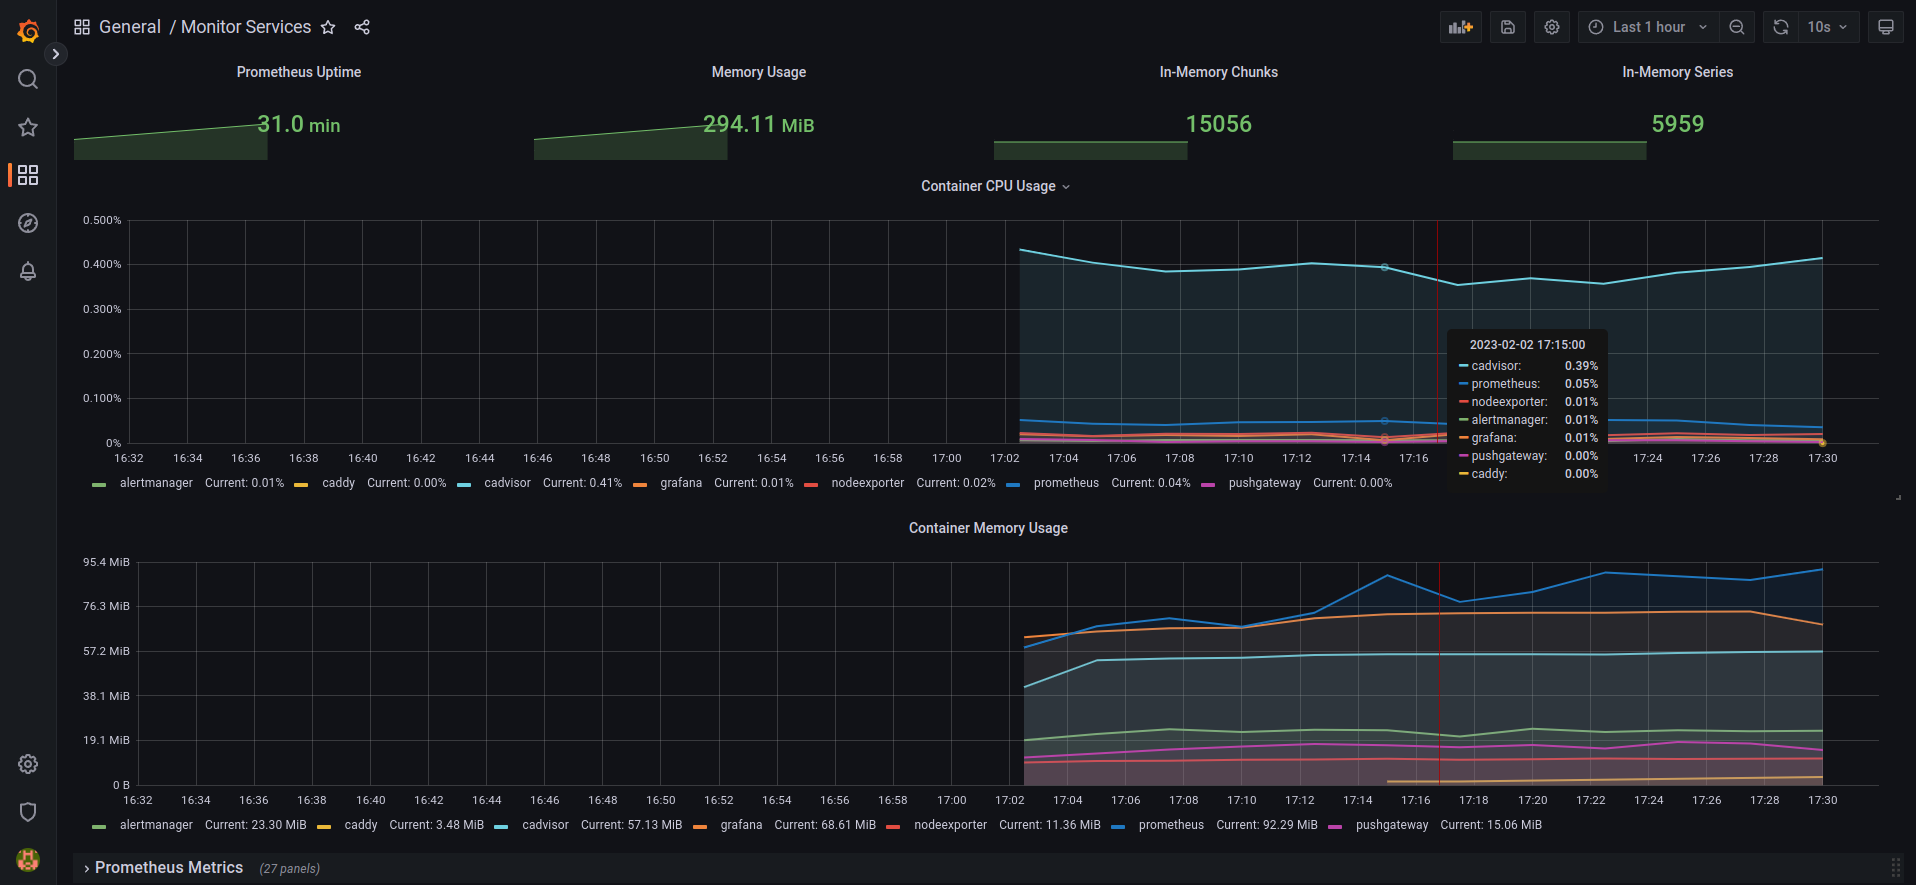 General / Monitor Services
Last 1 hour
10s
Prometheus Uptime
Memory Usage
In-Memory Chunks
In-Memory Series
31.0 min
294.11 MiB
15056
5959
Container CPU Usage
0.500%
0.400%
0.300%
0.200%
0.100%
0%
16:32 16:34 16:36 16:38 16:40 16:42 16:44 16:46 16:48 16:50 16:52 16:54 16:56 16:58 17:00 17:02 17:04 17:06 17:08 17:10 17:12 17:14 17:16 17:24 17:26 17:28 17:30
2023-02-02 17:15:00
cadvisor: 0.39%
prometheus: 0.05%
nodeexporter: 0.01%
alertmanager: 0.01%
grafana: 0.01%
pushgateway: 0.00%
caddy: 0.00%
alertmanager Current: 0.01% caddy Current: 0.00% cadvisor Current: 0.41% grafana Current: 0.01% nodeexporter Current: 0.02% prometheus Current: 0.04% pushgateway Current: 0.00%
Container Memory Usage
95.4 MiB
76.3 MiB
57.2 MiB
38.1 MiB
19.1 MiB
0 B
16:32 16:34 16:36 16:38 16:40 16:42 16:44 16:46 16:48 16:50 16:52 16:54 16:56 16:58 17:00 17:02 17:04 17:06 17:08 17:10 17:12 17:14 17:16 17:18 17:20 17:22 17:24 17:26 17:28 17:30
alertmanager Current: 23.30 MiB caddy Current: 3.48 MiB cadvisor Current: 57.13 MiB grafana Current: 68.61 MiB nodeexporter Current: 11.36 MiB prometheus Current: 92.29 MiB pushgateway Current: 15.06 MiB
Prometheus Metrics (27 panels)